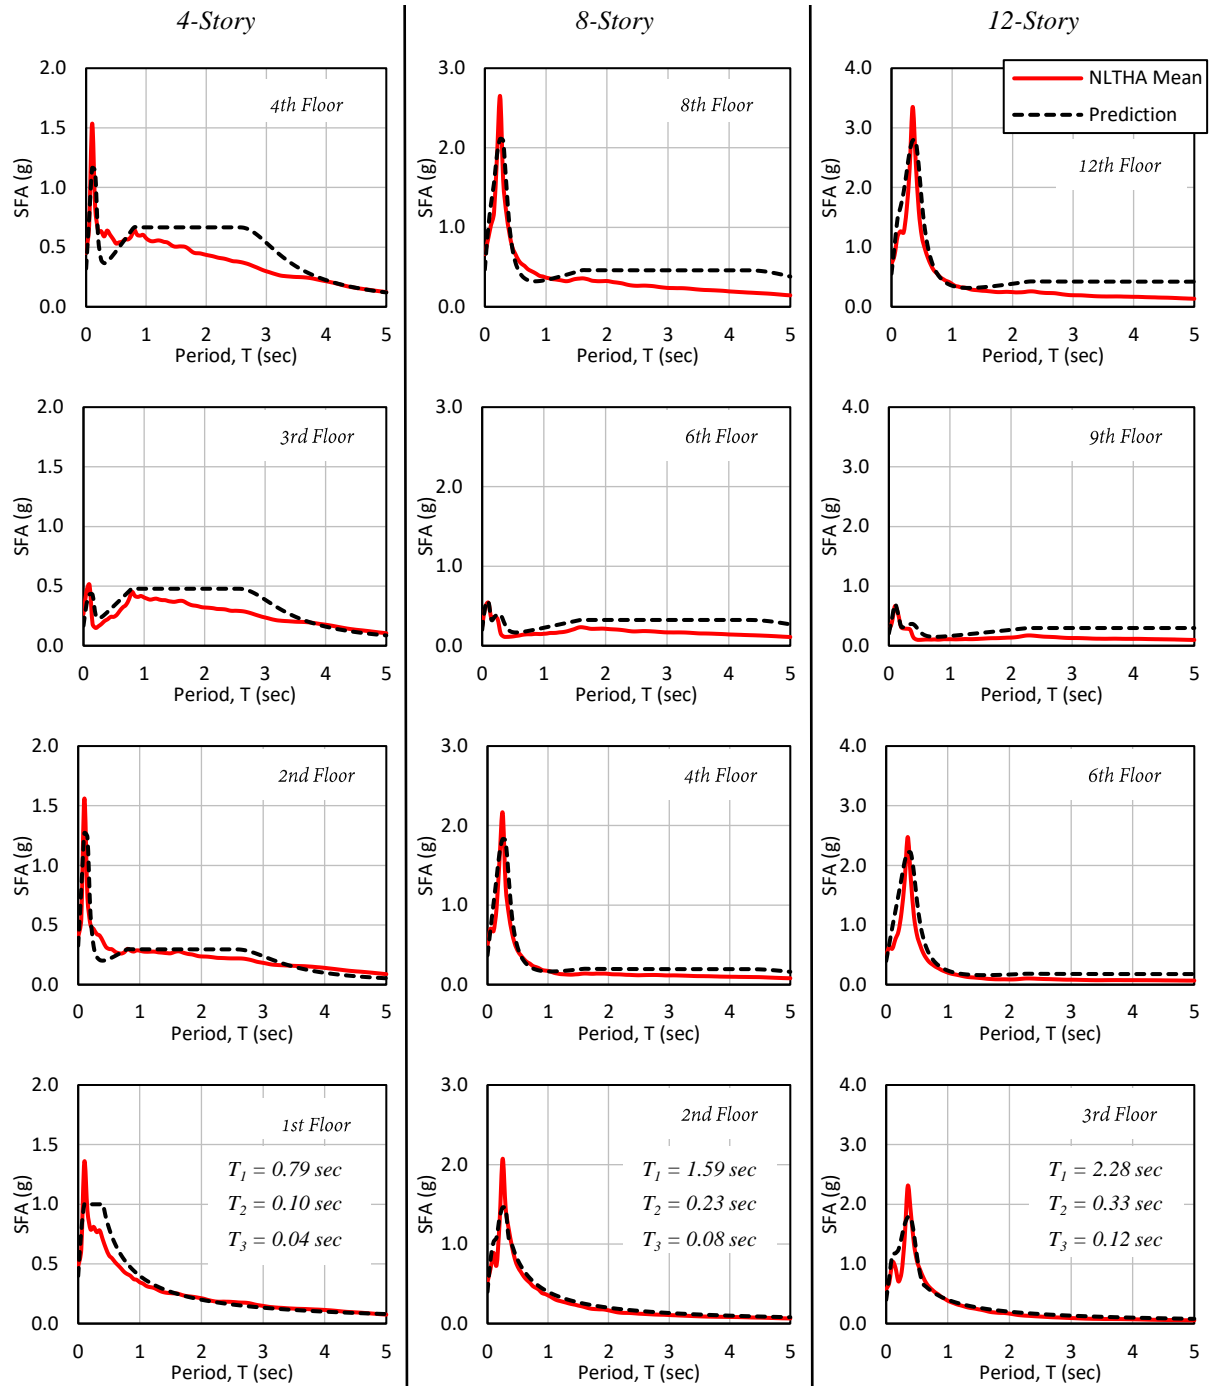 4-Story
8-Story
12-Story
2.0
1.5
1.0
0.5
0.0
SFA (g)
4th Floor
0 1 2 3 4 5
Period, T (sec)
3.0
2.0
1.0
0.0
SFA (g)
8th Floor
0 1 2 3 4 5
Period, T (sec)
4.0
3.0
2.0
1.0
0.0
SFA (g)
NLTHA Mean
Prediction
12th Floor
0 1 2 3 4 5
Period, T (sec)
2.0
1.5
1.0
0.5
0.0
SFA (g)
3rd Floor
0 1 2 3 4 5
Period, T (sec)
3.0
2.0
1.0
0.0
SFA (g)
6th Floor
0 1 2 3 4 5
Period, T (sec)
4.0
3.0
2.0
1.0
0.0
SFA (g)
9th Floor
0 1 2 3 4 5
Period, T (sec)
2.0
1.5
1.0
0.5
0.0
SFA (g)
2nd Floor
0 1 2 3 4 5
Period, T (sec)
3.0
2.0
1.0
0.0
SFA (g)
4th Floor
0 1 2 3 4 5
Period, T (sec)
4.0
3.0
2.0
1.0
0.0
SFA (g)
6th Floor
0 1 2 3 4 5
Period, T (sec)
2.0
1.5
1.0
0.5
0.0
SFA (g)
1st Floor
T₁ = 0.79 sec
T₂ = 0.10 sec
T₃ = 0.04 sec
0 1 2 3 4 5
Period, T (sec)
3.0
2.0
1.0
0.0
SFA (g)
2nd Floor
T₁ = 1.59 sec
T₂ = 0.23 sec
T₃ = 0.08 sec
0 1 2 3 4 5
Period, T (sec)
4.0
3.0
2.0
1.0
0.0
SFA (g)
3rd Floor
T₁ = 2.28 sec
T₂ = 0.33 sec
T₃ = 0.12 sec
0 1 2 3 4 5
Period, T (sec)